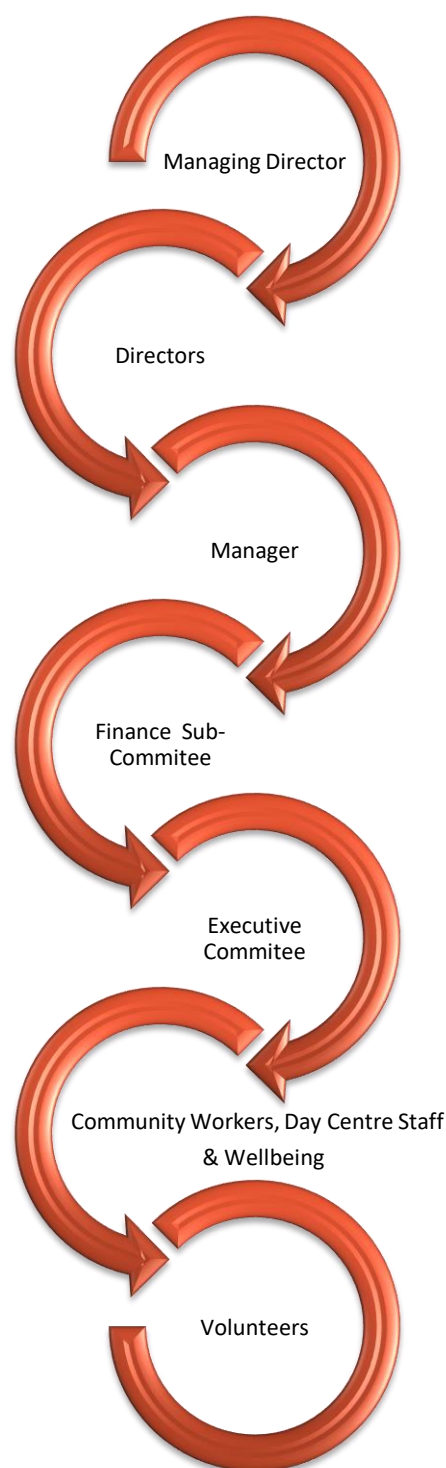 Managing Director
Directors
Manager
Finance Sub-
Commitee
Executive
Commitee
Community Workers, Day Centre Staff
& Wellbeing
Volunteers